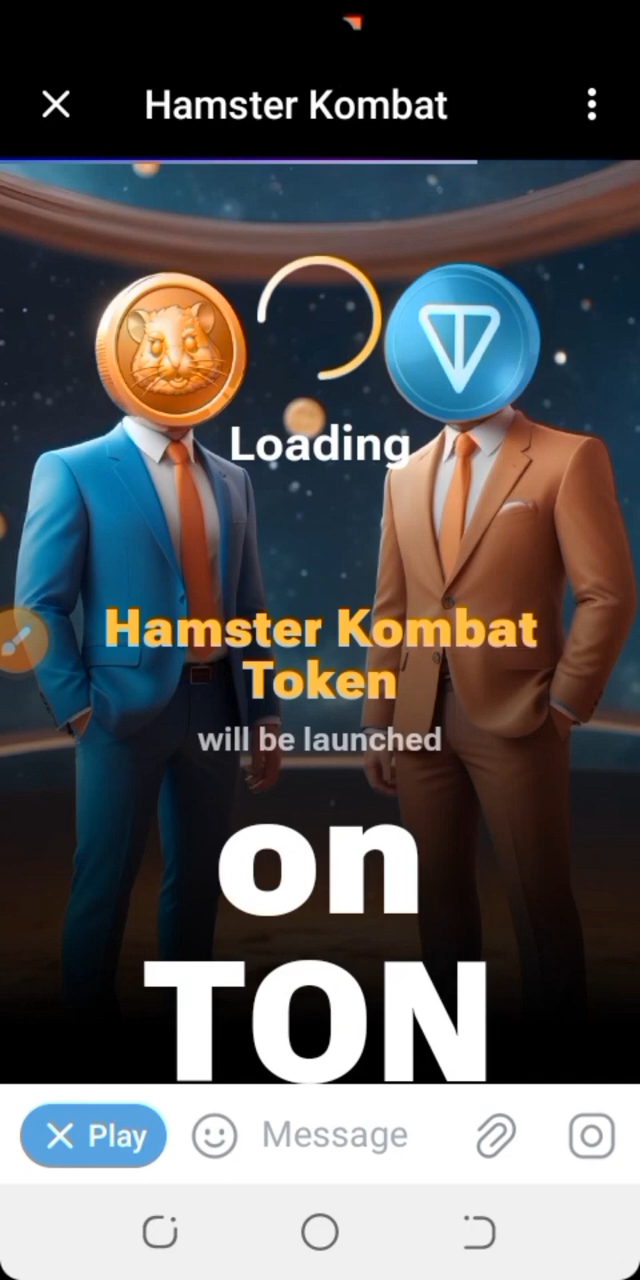 Hamster Kombat
Loading
Hamster Kombat
Token
will be launched
on
TON
Play
Message